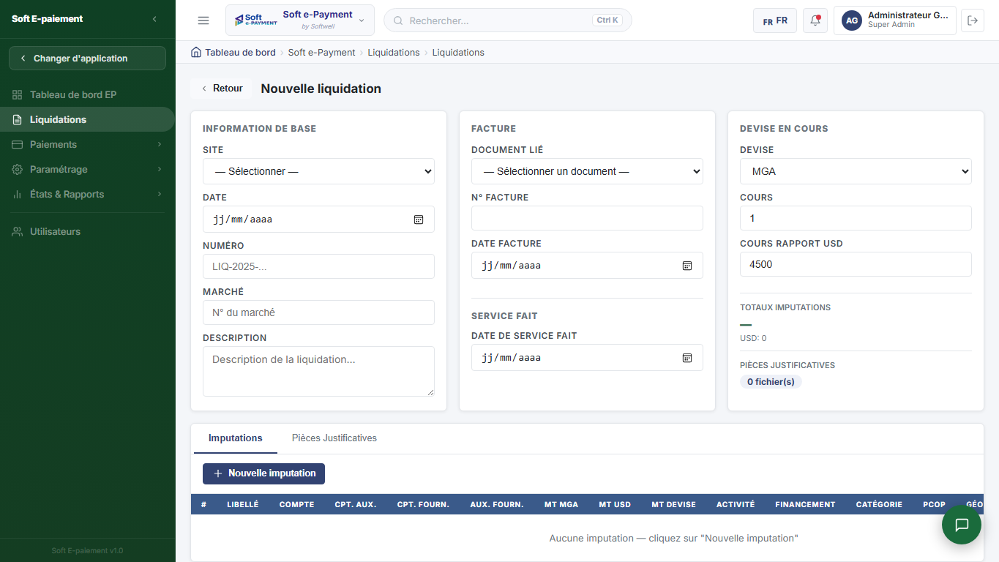 Soft E-paiement
Changer d'application
Tableau de bord EP
Liquidations
Paiements
Paramétrage
États & Rapports
Utilisateurs
Soft E-paiement v1.0
Soft e-PAYMENT
Soft e-Payment
by Softwell
Rechercher...
Ctrl K
FR FR
AG
Administrateur G...
Super Admin
Tableau de bord › Soft e-Payment › Liquidations › Liquidations
Retour
Nouvelle liquidation
INFORMATION DE BASE
SITE
— Sélectionner —
DATE
jj/mm/aaaa
NUMÉRO
LIQ-2025-...
MARCHÉ
N° du marché
DESCRIPTION
Description de la liquidation...
FACTURE
DOCUMENT LIÉ
— Sélectionner un document —
N° FACTURE
DATE FACTURE
jj/mm/aaaa
SERVICE FAIT
DATE DE SERVICE FAIT
jj/mm/aaaa
DEVISE EN COURS
DEVISE
MGA
COURS
1
COURS RAPPORT USD
4500
TOTAUX IMPUTATIONS
—
USD: 0
PIÈCES JUSTIFICATIVES
0 fichier(s)
Imputations
Pièces Justificatives
+ Nouvelle imputation
# LIBELLÉ COMPTE CPT. AUX. CPT. FOURN. AUX. FOURN. MT MGA MT USD MT DEVISE ACTIVITÉ FINANCEMENT CATÉGORIE PCOP GÉO
Aucune imputation — cliquez sur "Nouvelle imputation"